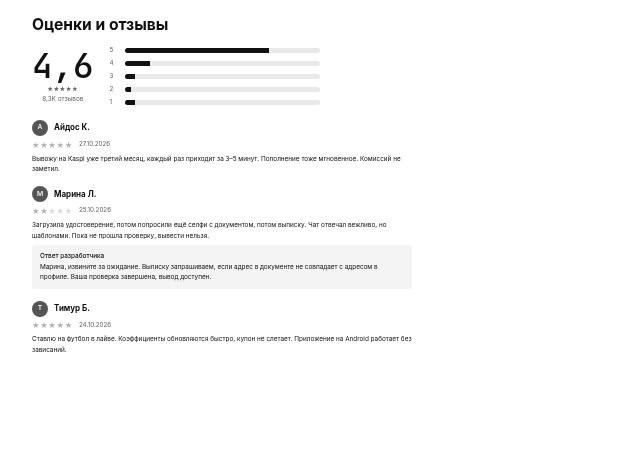 Оценки и отзывы
4,6
★★★★★
8,3K отзывов
5
4
3
2
1
А
Айдос К.
★★★★★ 27.10.2026
Вывожу на Kaspi уже третий месяц, каждый раз приходит за 3–5 минут. Пополнение тоже мгновенное. Комиссий не
заметил.
М
Марина Л.
★★★★★ 25.10.2026
Загрузила удостоверение, потом попросили ещё селфи с документом, потом выписку. Чат отвечал вежливо, но
шаблонами. Пока не прошла проверку, вывести нельзя.
Ответ разработчика
Марина, извините за ожидание. Выписку запрашиваем, если адрес в документе не совпадает с адресом в
профиле. Ваша проверка завершена, вывод доступен.
Т
Тимур Б.
★★★★★ 24.10.2026
Ставлю на футбол в лайве. Коэффициенты обновляются быстро, купон не слетает. Приложение на Android работает без
зависаний.